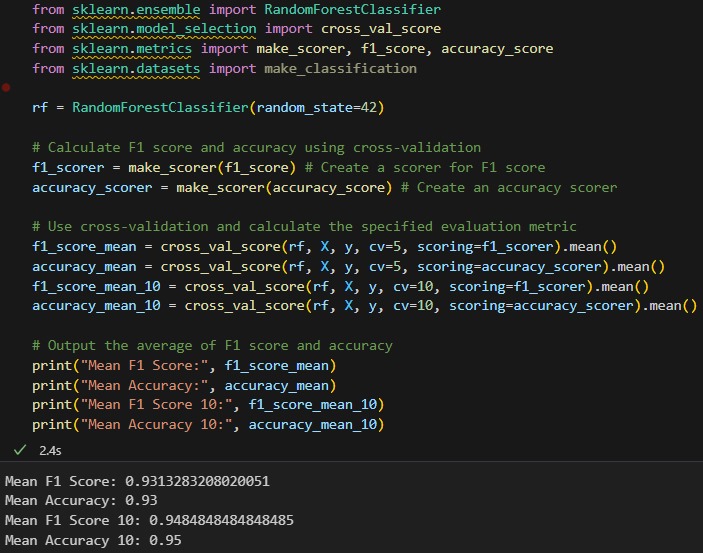 from sklearn.ensemble import RandomForestClassifier
from sklearn.model_selection import cross_val_score
from sklearn.metrics import make_scorer, f1_score, accuracy_score
from sklearn.datasets import make_classification
rf = RandomForestClassifier(random_state=42)
# Calculate F1 score and accuracy using cross-validation
f1_scorer = make_scorer(f1_score) # Create a scorer for F1 score
accuracy_scorer = make_scorer(accuracy_score) # Create an accuracy scorer
# Use cross-validation and calculate the specified evaluation metric
f1_score_mean = cross_val_score(rf, X, y, cv=5, scoring=f1_scorer).mean()
accuracy_mean = cross_val_score(rf, X, y, cv=5, scoring=accuracy_scorer).mean()
f1_score_mean_10 = cross_val_score(rf, X, y, cv=10, scoring=f1_scorer).mean()
accuracy_mean_10 = cross_val_score(rf, X, y, cv=10, scoring=accuracy_scorer).mean()
# Output the average of F1 score and accuracy
print("Mean F1 Score:", f1_score_mean)
print("Mean Accuracy:", accuracy_mean)
print("Mean F1 Score 10:", f1_score_mean_10)
print("Mean Accuracy 10:", accuracy_mean_10)
2.4s
Mean F1 Score: 0.9313283208020051
Mean Accuracy: 0.93
Mean F1 Score 10: 0.9484848484848485
Mean Accuracy 10: 0.95